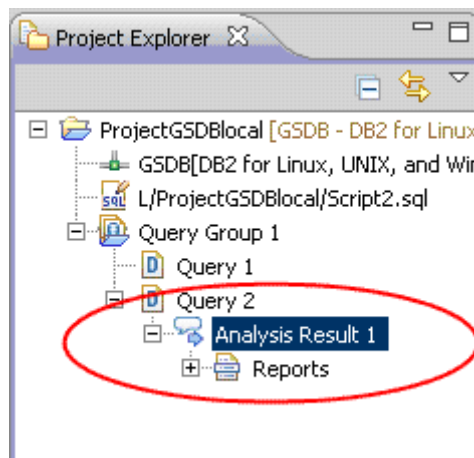 Project Explorer
ProjectGSDBlocal [GSDB - DB2 for Linux
GSDB[DB2 for Linux, UNIX, and Win
SQL L/ProjectGSDBlocal/Script2.sql
Query Group 1
D Query 1
D Query 2
Analysis Result 1
Reports